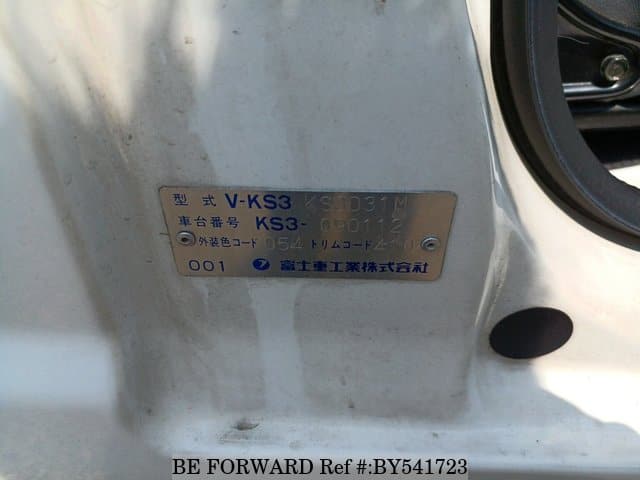 型式 V-KS3 KS3D31M
車台番号 KS3- 090112
外装色コード 054 トリムコード
001 富士重工業株式会社
BE FORWARD Ref #:BY541723